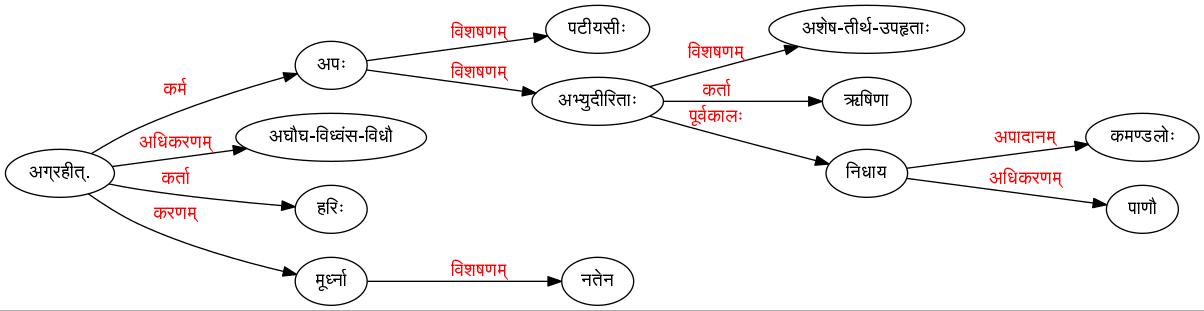 पटीयसीः
अशेष-तीर्थ-उपहृताः
विशषणम्
विशषणम्
अपः
विशषणम्
कर्म
अभ्युदीरिताः
कर्ता
ऋषिणा
पूर्वकालः
अघौघ-विध्वंस-विधौ
अधिकरणम्
अपादानम्
कमण्डलोः
अग्रहीत्.
निधाय
कर्ता
अधिकरणम्
हरिः
पाणौ
करणम्
मूर्ध्ना
विशषणम्
नतेन